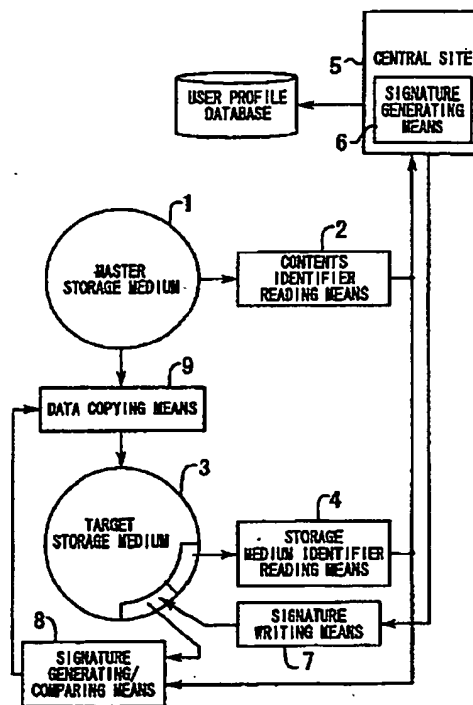 5
CENTRAL SITE
SIGNATURE
GENERATING
MEANS
6
USER PROFILE
DATABASE
1
MASTER
STORAGE MEDIUM
2
CONTENTS
IDENTIFIER
READING MEANS
9
DATA COPYING MEANS
3
TARGET
STORAGE MEDIUM
4
STORAGE
MEDIUM IDENTIFIER
READING MEANS
SIGNATURE
WRITING MEANS
7
8
SIGNATURE
GENERATING/
COMPARING MEANS